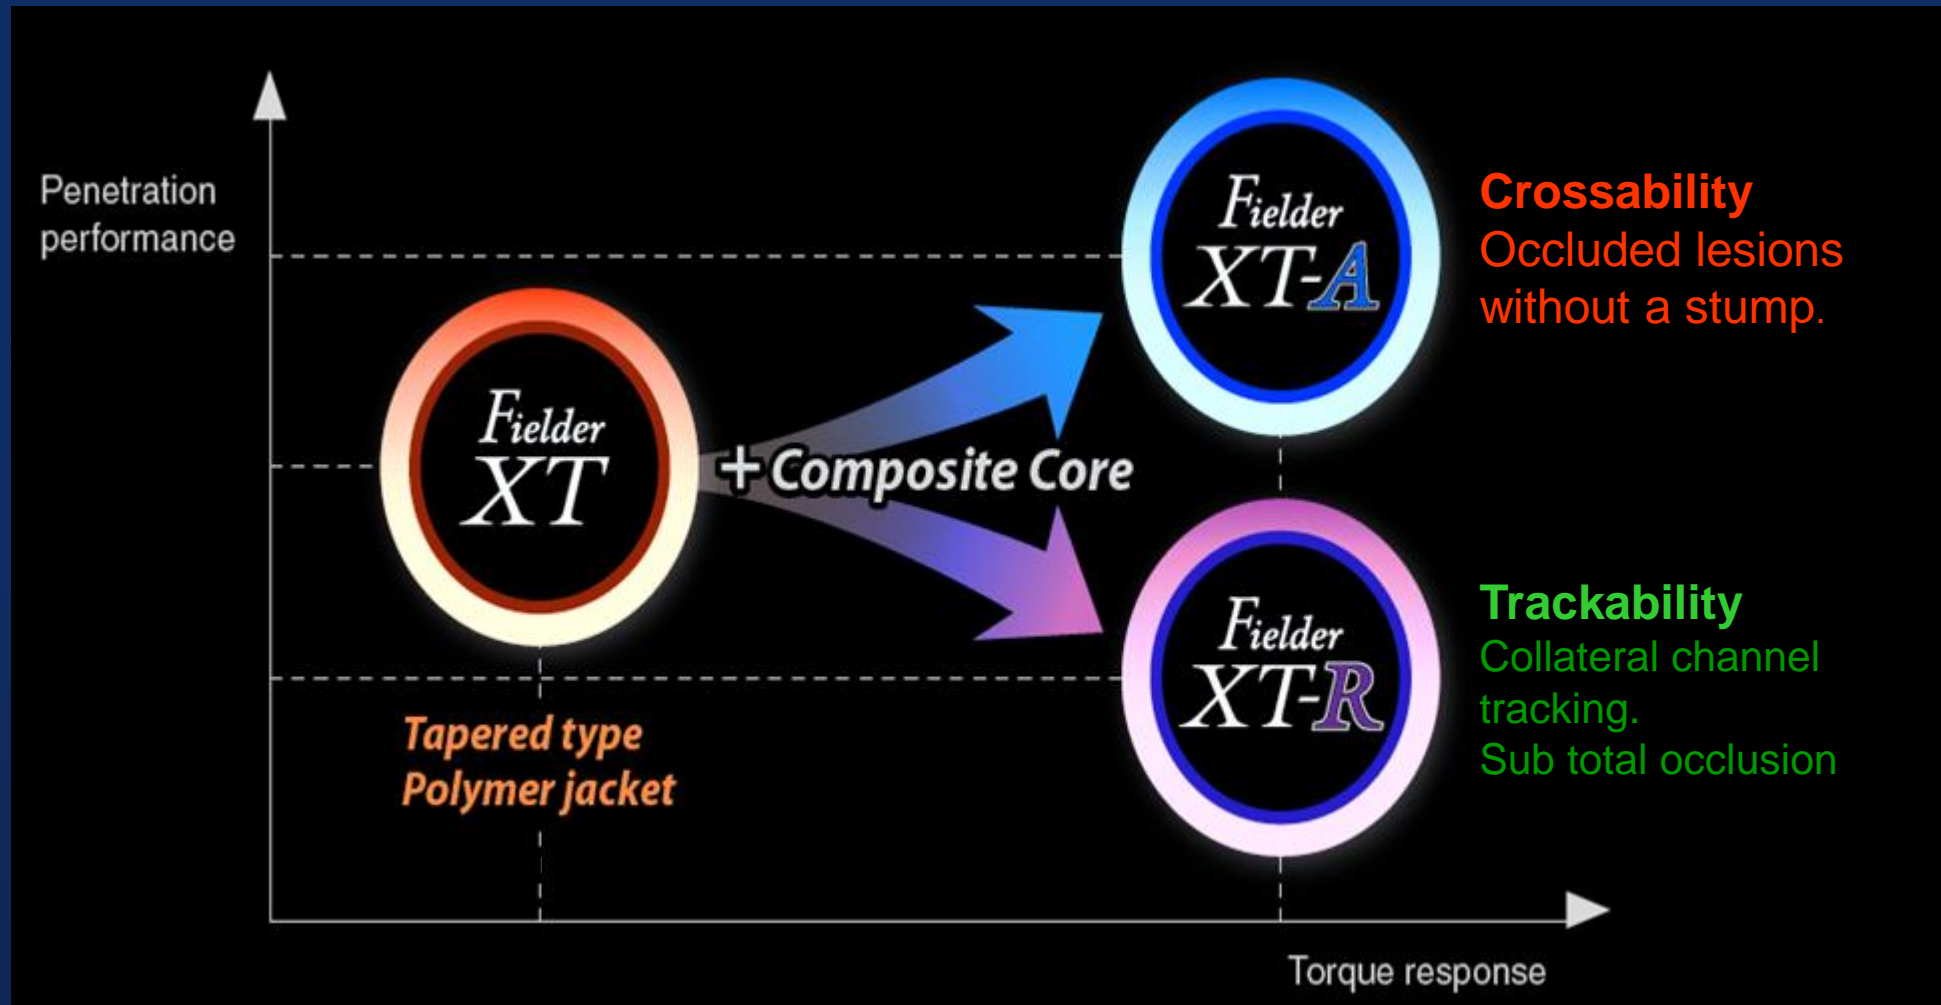 Penetration
performance
Fielder
XT-A
Crossability
Occluded lesions
without a stump.
Fielder
XT
+ Composite Core
Fielder
XT-R
Trackability
Collateral channel
tracking.
Sub total occlusion
Tapered type
Polymer jacket
Torque response